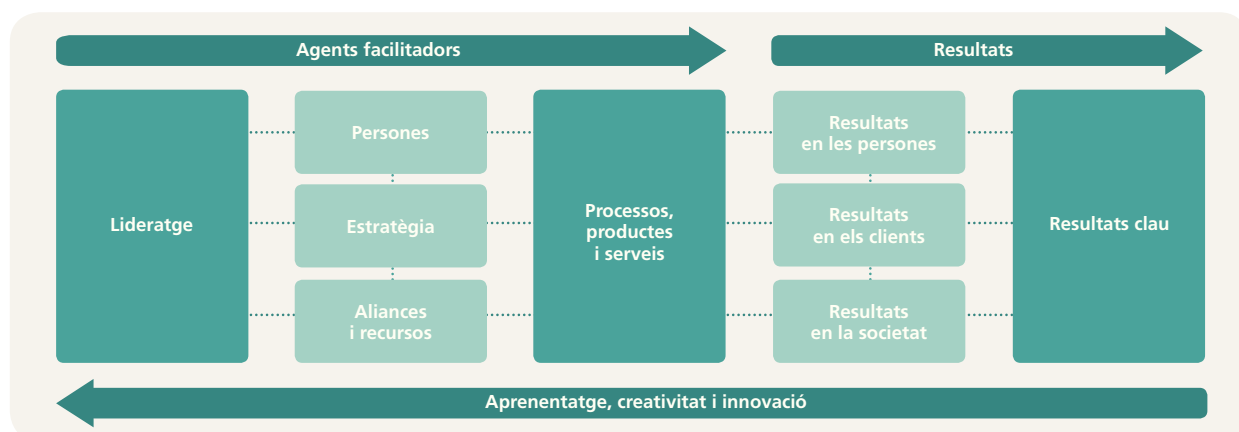 Agents facilitadors
Resultats
Lideratge
Persones
Estratègia
Aliances
i recursos
Processos,
productes
i serveis
Resultats
en les persones
Resultats
en els clients
Resultats
en la societat
Resultats clau
Aprenentatge, creativitat i innovació